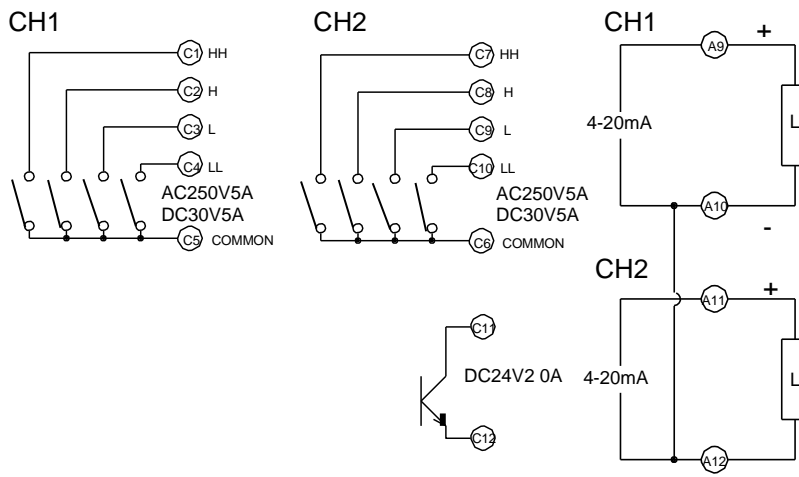 CH1
C1 HH
C2 H
C3 L
C4 LL
AC250V5A
DC30V5A
C5 COMMON
CH2
C7 HH
C8 H
C9 L
C10 LL
AC250V5A
DC30V5A
C6 COMMON
C11
DC24V2 0A
C12
CH1
A9 +
4-20mA
L
A10
-
CH2
A11 +
4-20mA
L
A12